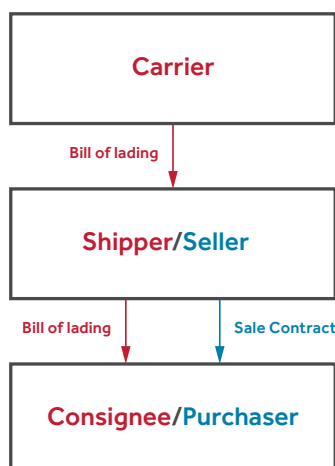 Carrier
Bill of lading
Shipper/Seller
Bill of lading
Sale Contract
Consignee/Purchaser